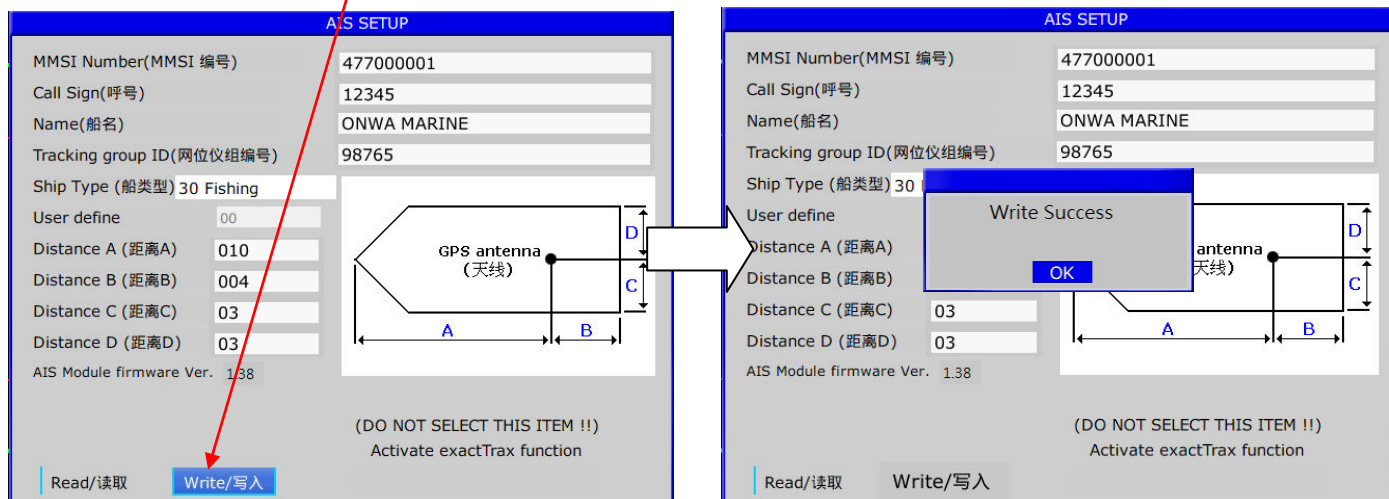 AIS SETUP
MMSI Number(MMSI 编号) 477000001
Call Sign(呼号) 12345
Name(船名) ONWA MARINE
Tracking group ID(网位仪组编号) 98765
Ship Type (船类型) 30 Fishing
User define 00
Distance A (距离A) 010
Distance B (距离B) 004
Distance C (距离C) 03
Distance D (距离D) 03
AIS Module firmware Ver. 1.38
GPS antenna
(天线)
D
C
A B
(DO NOT SELECT THIS ITEM !!)
Activate exactTrax function
Read/读取 Write/写入
AIS SETUP
MMSI Number(MMSI 编号) 477000001
Call Sign(呼号) 12345
Name(船名) ONWA MARINE
Tracking group ID(网位仪组编号) 98765
Ship Type (船类型) 30
User define
Distance A (距离A)
Distance B (距离B)
Distance C (距离C) 03
Distance D (距离D) 03
AIS Module firmware Ver. 1.38
Write Success
OK
antenna
天线)
D
C
A B
(DO NOT SELECT THIS ITEM !!)
Activate exactTrax function
Read/读取 Write/写入